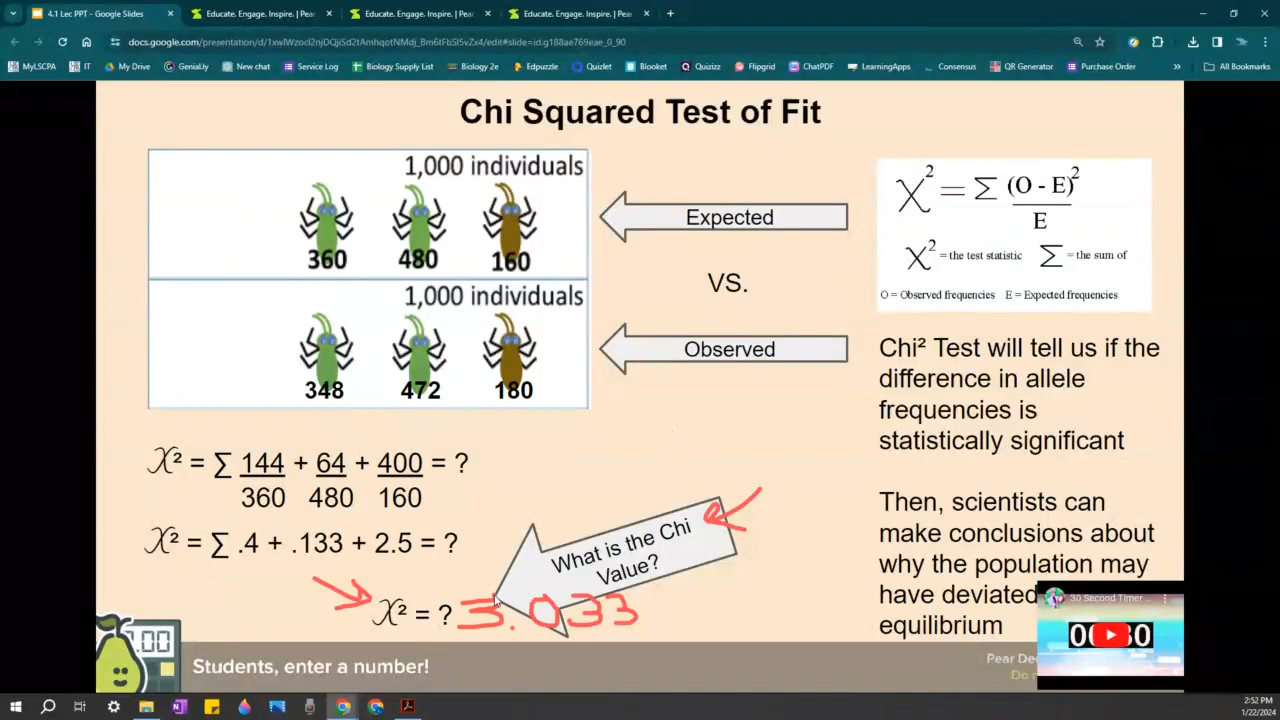 4.1 Lec PPT - Google Slides
Educate. Engage. Inspire. | Pear
Educate. Engage. Inspire. | Pear
Educate. Engage. Inspire. | Pear
MyLSCPA
IT
My Drive
Genial.ly
New chat
Service Log
Biology Supply List
Biology 2e
Edpuzzle
Quizlet
Blooket
Quizizz
Flipgrid
ChatPDF
LearningApps
Consensus
QR Generator
Purchase Order
»
All Bookmarks
Chi Squared Test of Fit
1,000 individuals
360 480 160
Expected
VS.
1,000 individuals
348 472 180
Observed
χ² = ∑ (O - E)²
E
χ² = the test statistic ∑ = the sum of
O = Observed frequencies E = Expected frequencies
Chi² Test will tell us if the
difference in allele
frequencies is
statistically significant
Then, scientists can
make conclusions about
why the population may
have deviated
equilibrium
χ² = ∑ 144 + 64 + 400 = ?
360 480 160
χ² = ∑ .4 + .133 + 2.5 = ?
What is the Chi
Value?
χ² = ? 3.033
Students, enter a number!
Pear De
Do
30 Second Timer ...
2:52 PM
1/22/2024